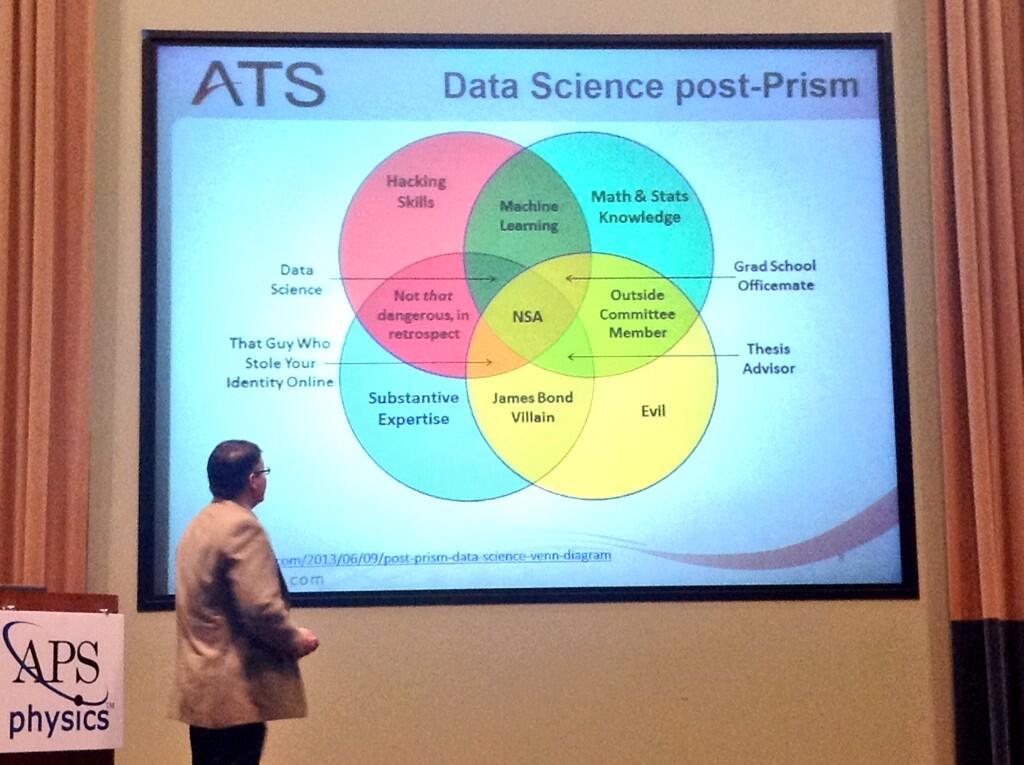 ATS
Data Science post-Prism
Hacking
Skills
Machine
Learning
Math & Stats
Knowledge
Data
Science
Grad School
Officemate
Not that
dangerous, in
retrospect
NSA
Outside
Committee
Member
That Guy Who
Stole Your
Identity Online
Thesis
Advisor
Substantive
Expertise
James Bond
Villain
Evil
com/2013/06/09/post-prism-data-science-venn-diagram
.com
APS
physics